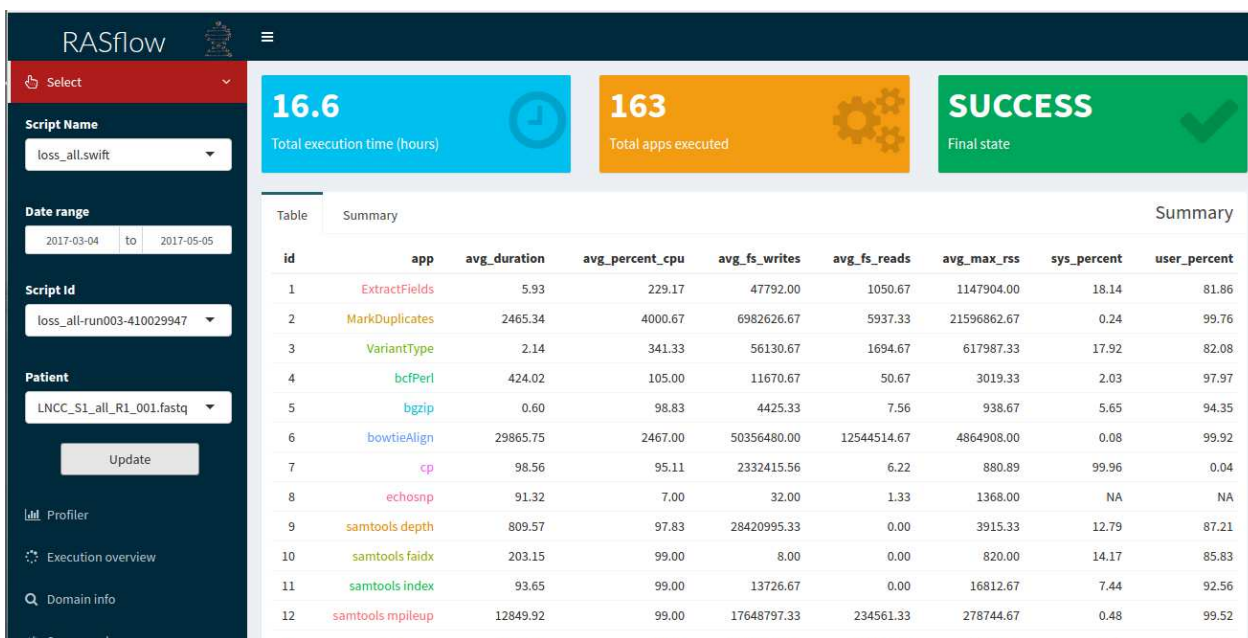 RASflow
Select
Script Name
loss_all.swift
Date range
2017-03-04 to 2017-05-05
Script Id
loss_all-run003-410029947
Patient
LNCC_S1_all_R1_001.fastq
Update
Profiler
Execution overview
Domain info
16.6
Total execution time (hours)
163
Total apps executed
SUCCESS
Final state
Table Summary Summary
id app avg_duration avg_percent_cpu avg_fs_writes avg_fs_reads avg_max_rss sys_percent user_percent
1 ExtractFields 5.93 229.17 47792.00 1050.67 1147904.00 18.14 81.86
2 MarkDuplicates 2465.34 4000.67 6982626.67 5937.33 21596862.67 0.24 99.76
3 VariantType 2.14 341.33 56130.67 1694.67 617987.33 17.92 82.08
4 bcfPerl 424.02 105.00 11670.67 50.67 3019.33 2.03 97.97
5 bgzip 0.60 98.83 4425.33 7.56 938.67 5.65 94.35
6 bowtieAlign 29865.75 2467.00 50356480.00 12544514.67 4864908.00 0.08 99.92
7 cp 98.56 95.11 2332415.56 6.22 880.89 99.96 0.04
8 echosnp 91.32 7.00 32.00 1.33 1368.00 NA NA
9 samtools depth 809.57 97.83 28420995.33 0.00 3915.33 12.79 87.21
10 samtools faidx 203.15 99.00 8.00 0.00 820.00 14.17 85.83
11 samtools index 93.65 99.00 13726.67 0.00 16812.67 7.44 92.56
12 samtools mpileup 12849.92 99.00 17648797.33 234561.33 278744.67 0.48 99.52